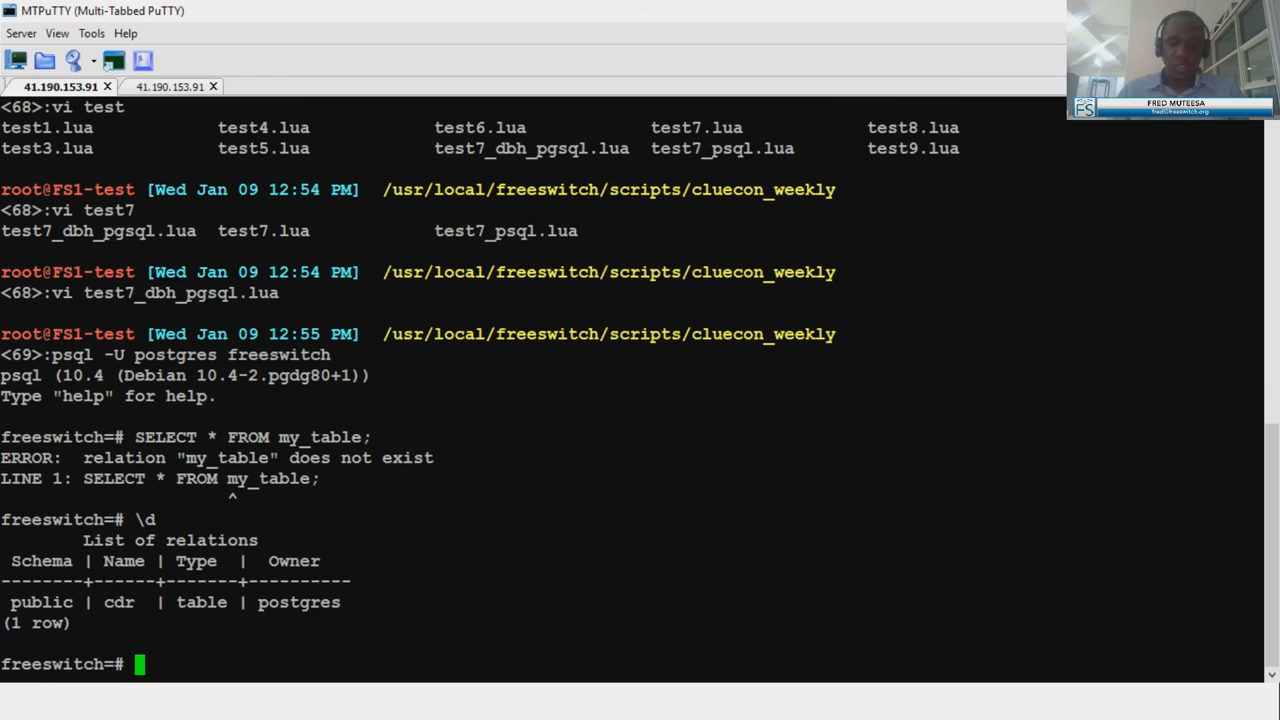 MTPuTTY (Multi-Tabbed PuTTY)
Server View Tools Help
41.190.153.91 41.190.153.91
FRED MUTEESA
fred@freeswitch.org
FS
<68>:vi test
test1.lua test4.lua test6.lua test7.lua test8.lua
test3.lua test5.lua test7_dbh_pgsql.lua test7_psql.lua test9.lua
root@FS1-test [Wed Jan 09 12:54 PM] /usr/local/freeswitch/scripts/cluecon_weekly
<68>:vi test7
test7_dbh_pgsql.lua test7.lua test7_psql.lua
root@FS1-test [Wed Jan 09 12:54 PM] /usr/local/freeswitch/scripts/cluecon_weekly
<68>:vi test7_dbh_pgsql.lua
root@FS1-test [Wed Jan 09 12:55 PM] /usr/local/freeswitch/scripts/cluecon_weekly
<69>:psql -U postgres freeswitch
psql (10.4 (Debian 10.4-2.pgdg80+1))
Type "help" for help.
freeswitch=# SELECT * FROM my_table;
ERROR: relation "my_table" does not exist
LINE 1: SELECT * FROM my_table;
^
freeswitch=# \d
List of relations
Schema | Name | Type | Owner
--------+------+-------+----------
public | cdr | table | postgres
(1 row)
freeswitch=#